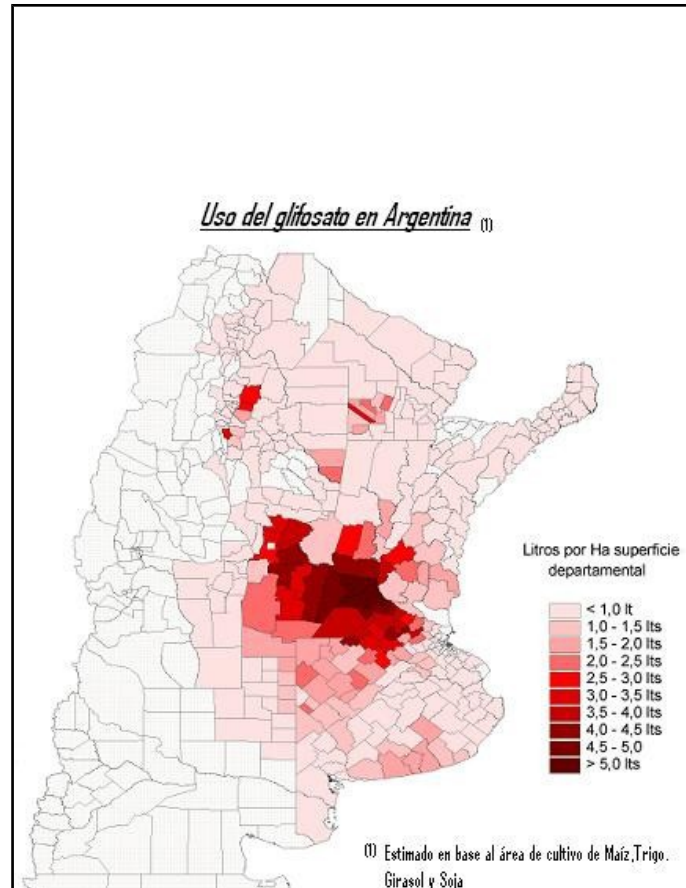 Uso del glifosato en Argentina (1)
Litros por Ha superficie
departamental
< 1,0 lt
1,0 - 1,5 lts
1,5 - 2,0 lts
2,0 - 2,5 lts
2,5 - 3,0 lts
3,0 - 3,5 lts
3,5 - 4,0 lts
4,0 - 4,5 lts
4,5 - 5,0
> 5,0 lts
(1) Estimado en base al área de cultivo de Maíz,Trigo.
Girasol y Soja